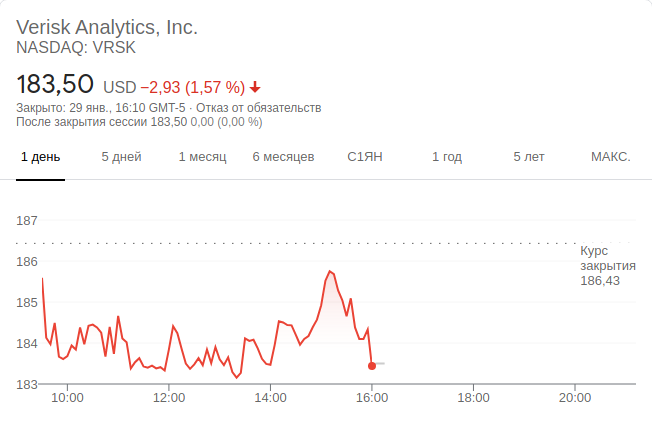 Verisk Analytics, Inc.
NASDAQ: VRSK
183,50 USD −2,93 (1,57 %)
Закрыто: 29 янв., 16:10 GMT-5 · Отказ от обязательств
После закрытия сессии 183,50 0,00 (0,00 %)
1 день 5 дней 1 месяц 6 месяцев С1ЯН 1 год 5 лет МАКС.
187
186
185
184
183
Курс
закрытия
186,43
10:00 12:00 14:00 16:00 18:00 20:00